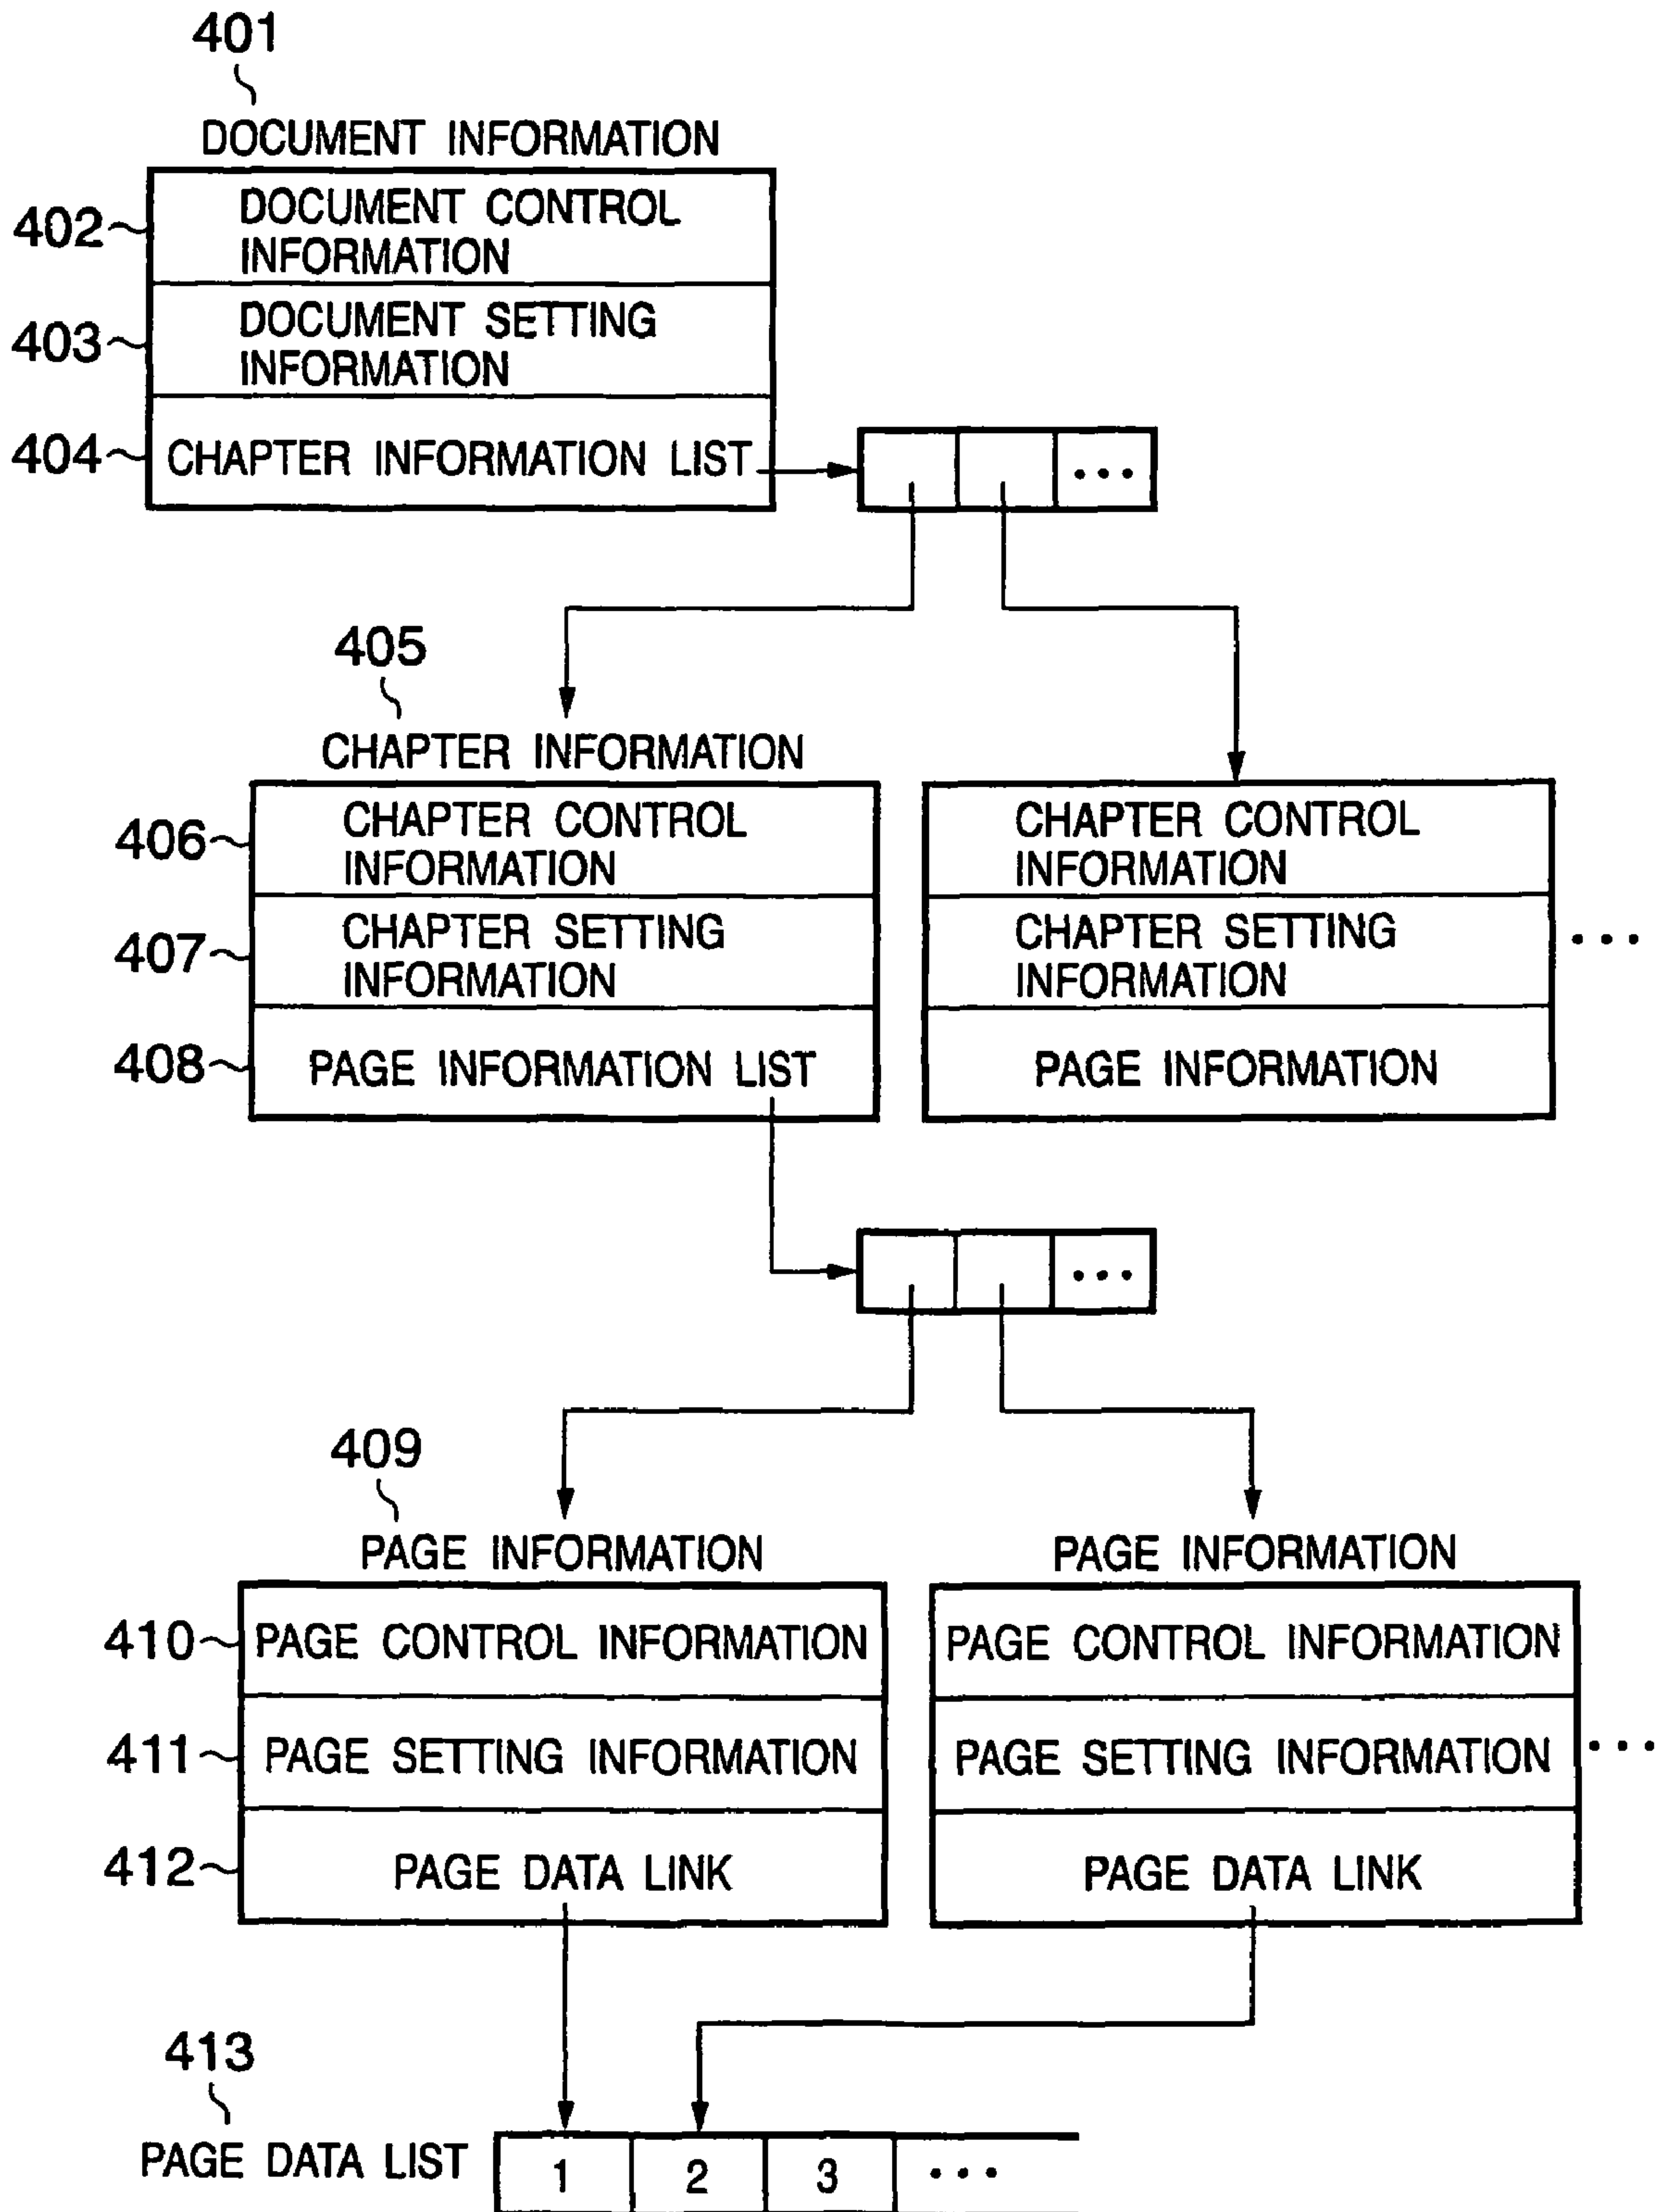 401
DOCUMENT INFORMATION
402
DOCUMENT CONTROL
INFORMATION
403
DOCUMENT SETTING
INFORMATION
404
CHAPTER INFORMATION LIST
...
405
CHAPTER INFORMATION
406
CHAPTER CONTROL
INFORMATION
407
CHAPTER SETTING
INFORMATION
408
PAGE INFORMATION LIST
CHAPTER CONTROL
INFORMATION
CHAPTER SETTING
INFORMATION
PAGE INFORMATION
...
...
409
PAGE INFORMATION
410
PAGE CONTROL INFORMATION
411
PAGE SETTING INFORMATION
412
PAGE DATA LINK
PAGE INFORMATION
PAGE CONTROL INFORMATION
PAGE SETTING INFORMATION
PAGE DATA LINK
...
413
PAGE DATA LIST 1 2 3 ...